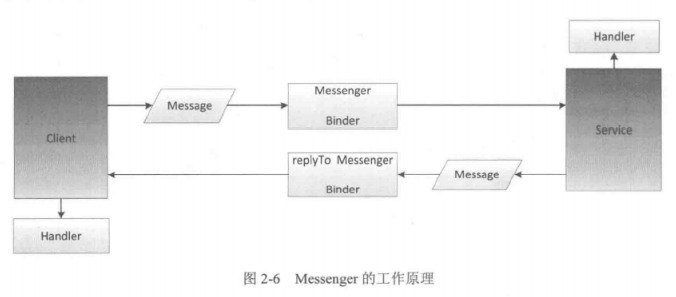 Handler
Message
Messenger
Binder
Client
Service
replyTo Messenger
Binder
Message
Handler
图 2-6 Messenger 的工作原理